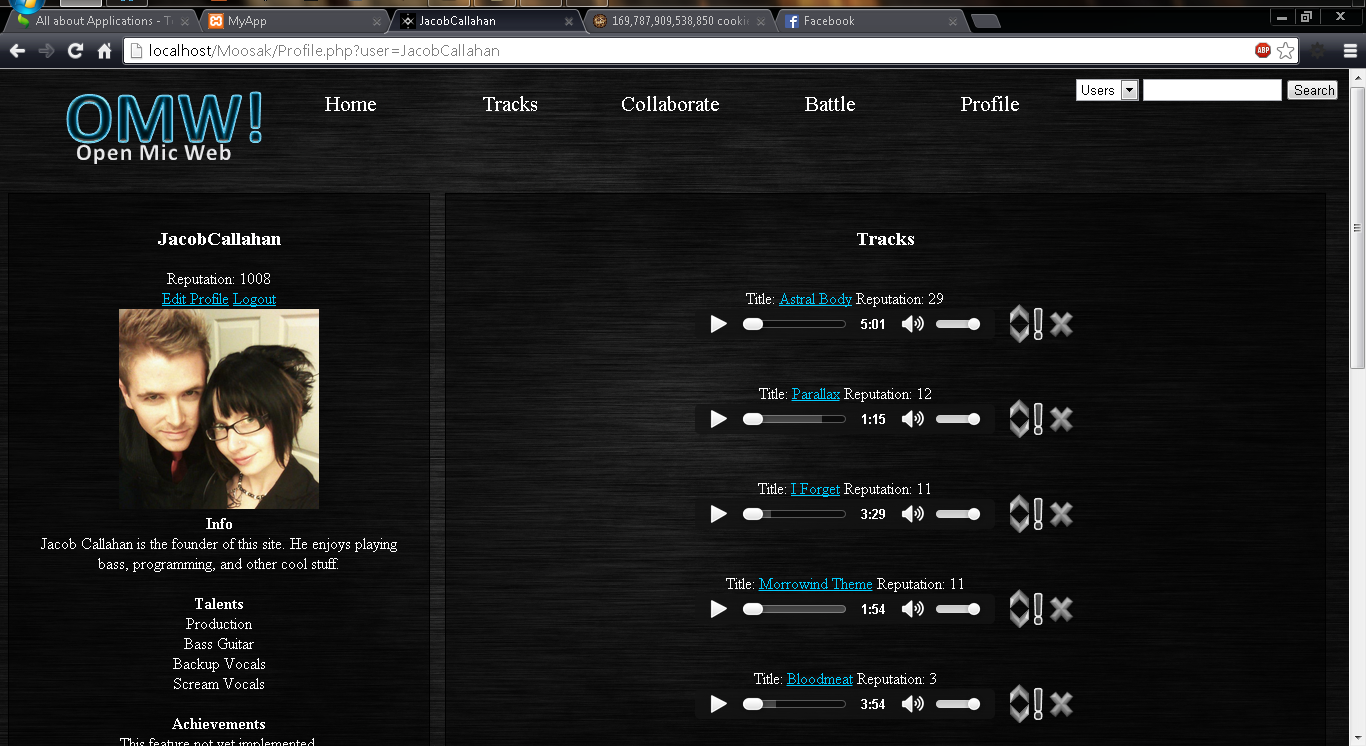 All about Applications - Tu
MyApp
JacobCallahan
169,787,909,538,850 cooki
Facebook
localhost/Moosak/Profile.php?user=JacobCallahan
ABP
OMW!
Open Mic Web
Home Tracks Collaborate Battle Profile
Users
Search
JacobCallahan
Reputation: 1008
Edit Profile Logout
Info
Jacob Callahan is the founder of this site. He enjoys playing
bass, programming, and other cool stuff.
Talents
Production
Bass Guitar
Backup Vocals
Scream Vocals
Achievements
This feature not yet implemented
Tracks
Title: Astral Body Reputation: 29
5:01
Title: Parallax Reputation: 12
1:15
Title: I Forget Reputation: 11
3:29
Title: Morrowind Theme Reputation: 11
1:54
Title: Bloodmeat Reputation: 3
3:54